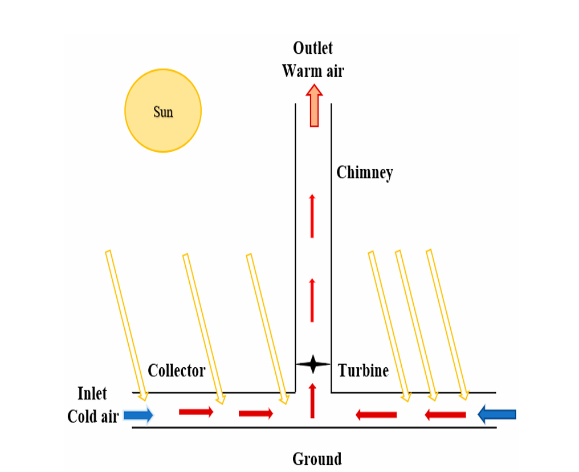 Outlet
Warm air
Sun
Chimney
Collector
Turbine
Inlet
Cold air
Ground